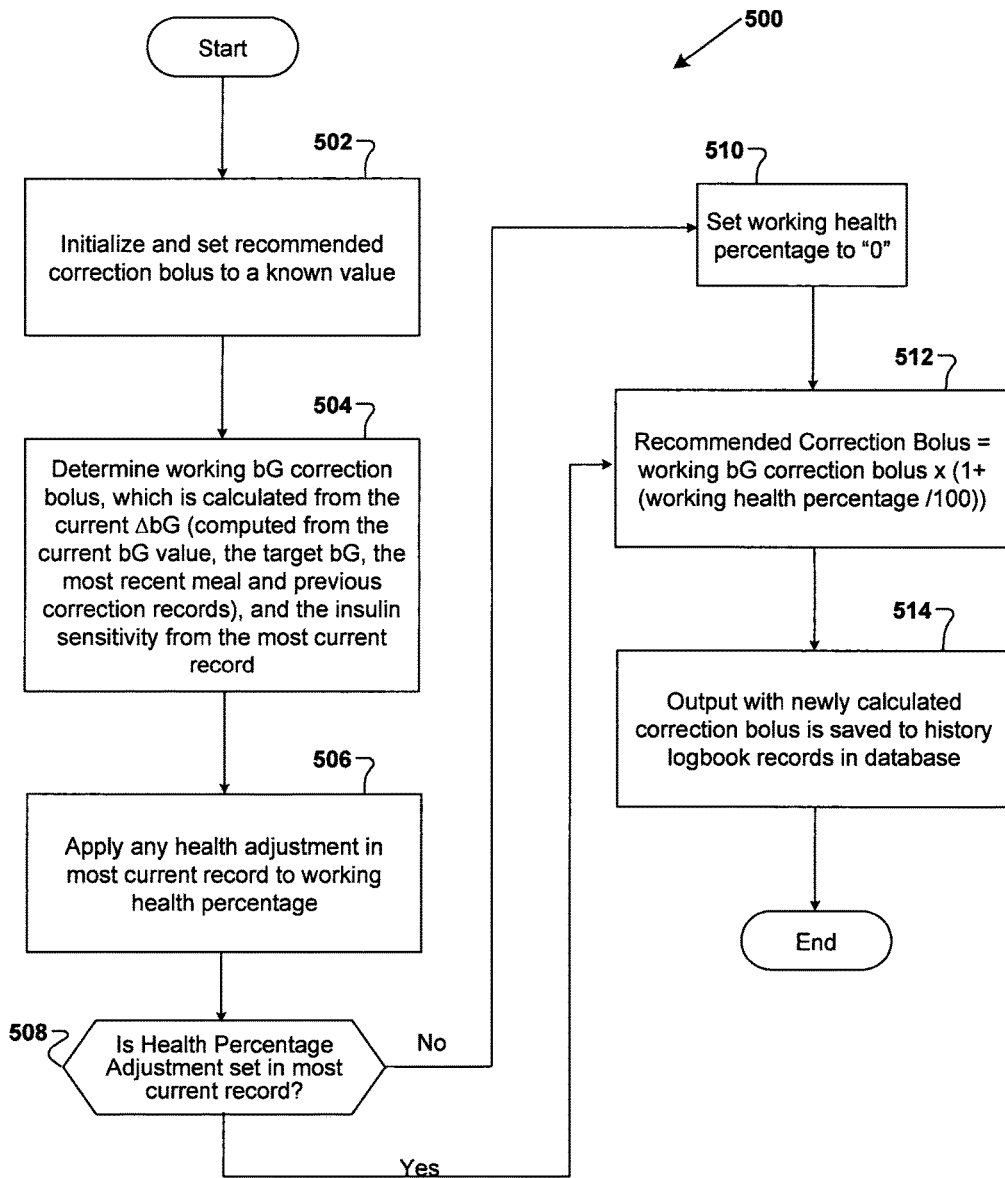 500
Start
502
Initialize and set recommended
correction bolus to a known value
504
Determine working bG correction
bolus, which is calculated from the
current ΔbG (computed from the
current bG value, the target bG, the
most recent meal and previous
correction records), and the insulin
sensitivity from the most current
record
506
Apply any health adjustment in
most current record to working
health percentage
508
Is Health Percentage
Adjustment set in most
current record?
No
Yes
510
Set working health
percentage to “0”
512
Recommended Correction Bolus =
working bG correction bolus x (1+
(working health percentage /100))
514
Output with newly calculated
correction bolus is saved to history
logbook records in database
End